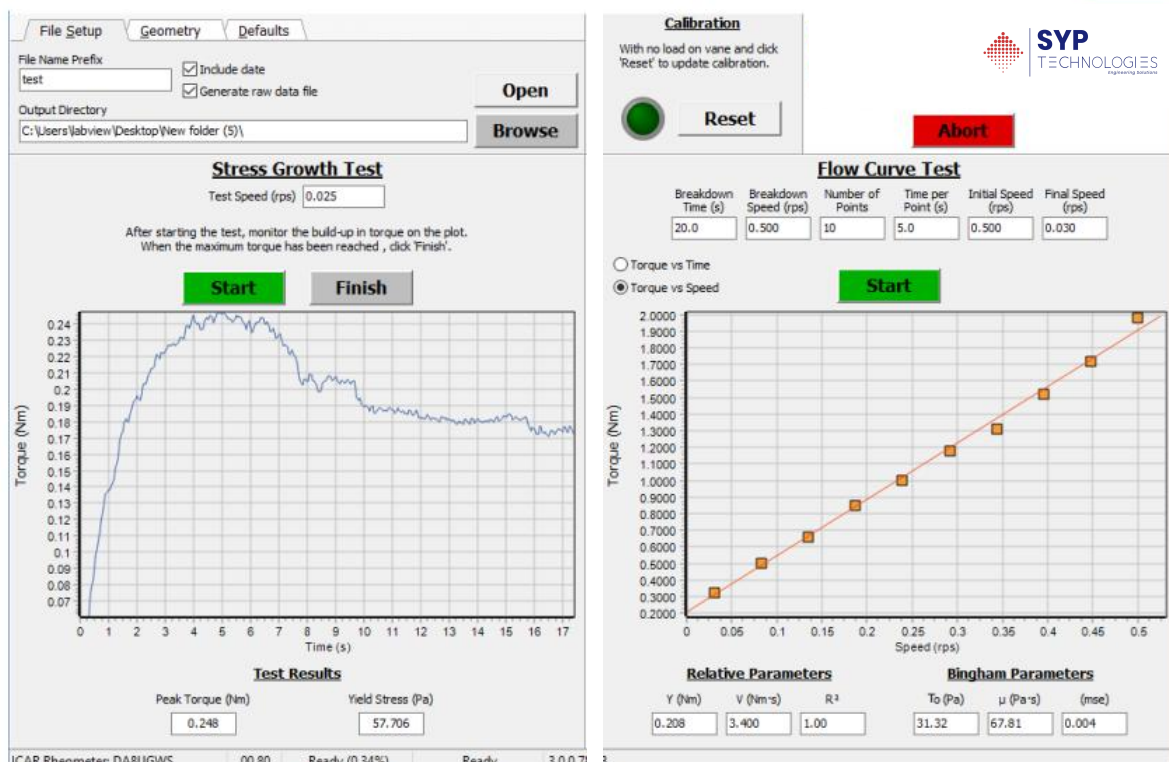 File Setup
Geometry
Defaults
File Name Prefix
test
Include date
Generate raw data file
Open
Output Directory
C:\Users\labview\Desktop\New folder (5)\
Browse
Calibration
With no load on vane and click
'Reset' to update calibration.
Reset
SYP
TECHNOLOGIES
Engineering Solutions
Abort
Stress Growth Test
Test Speed (rps) 0.025
After starting the test, monitor the build-up in torque on the plot.
When the maximum torque has been reached , click 'Finish'.
Start
Finish
Torque (Nm)
0.24
0.23
0.22
0.21
0.2
0.19
0.18
0.17
0.16
0.15
0.14
0.13
0.12
0.11
0.1
0.09
0.08
0.07
0 1 2 3 4 5 6 7 8 9 10 11 12 13 14 15 16 17
Time (s)
Test Results
Peak Torque (Nm) Yield Stress (Pa)
0.248 57.706
Flow Curve Test
Breakdown Time (s)
Breakdown Speed (rps)
Number of Points
Time per Point (s)
Initial Speed (rps)
Final Speed (rps)
20.0 0.500 10 5.0 0.500 0.030
Torque vs Time
Torque vs Speed
Start
Torque (Nm)
2.0000
1.9000
1.8000
1.7000
1.6000
1.5000
1.4000
1.3000
1.2000
1.1000
1.0000
0.9000
0.8000
0.7000
0.6000
0.5000
0.4000
0.3000
0.2000
0 0.05 0.1 0.15 0.2 0.25 0.3 0.35 0.4 0.45 0.5
Speed (rps)
Relative Parameters
Y (Nm) V (Nm·s) R²
0.208 3.400 1.00
Bingham Parameters
To (Pa) μ (Pa·s) (mse)
31.32 67.81 0.004
ICAR Rheometer: 00.80 Ready (0.34%) Ready